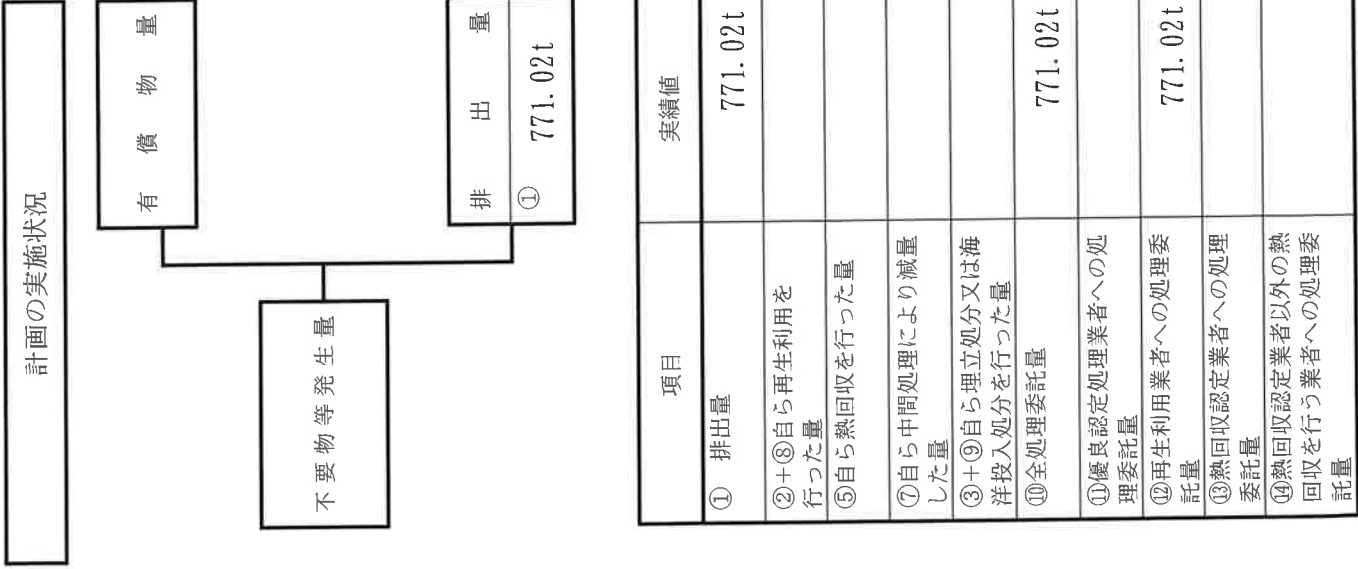 計画の実施状況
有償物量
不要物等発生量
排出量
① 771.02t
項目 実績値
① 排出量 771.02t
②+⑧自ら再生利用を
行った量
⑤自ら熱回収を行った量
⑦自ら中間処理により減量
した量
③+⑨自ら埋立処分又は海
洋投入処分を行った量
⑩全処理委託量 771.02t
⑪優良認定処理業者への処
理委託量
⑫再生利用業者への処理委
託量 771.02t
⑬熱回収認定業者への処理
委託量
⑭熱回収認定業者以外の熱
回収を行う業者への処理委
託量